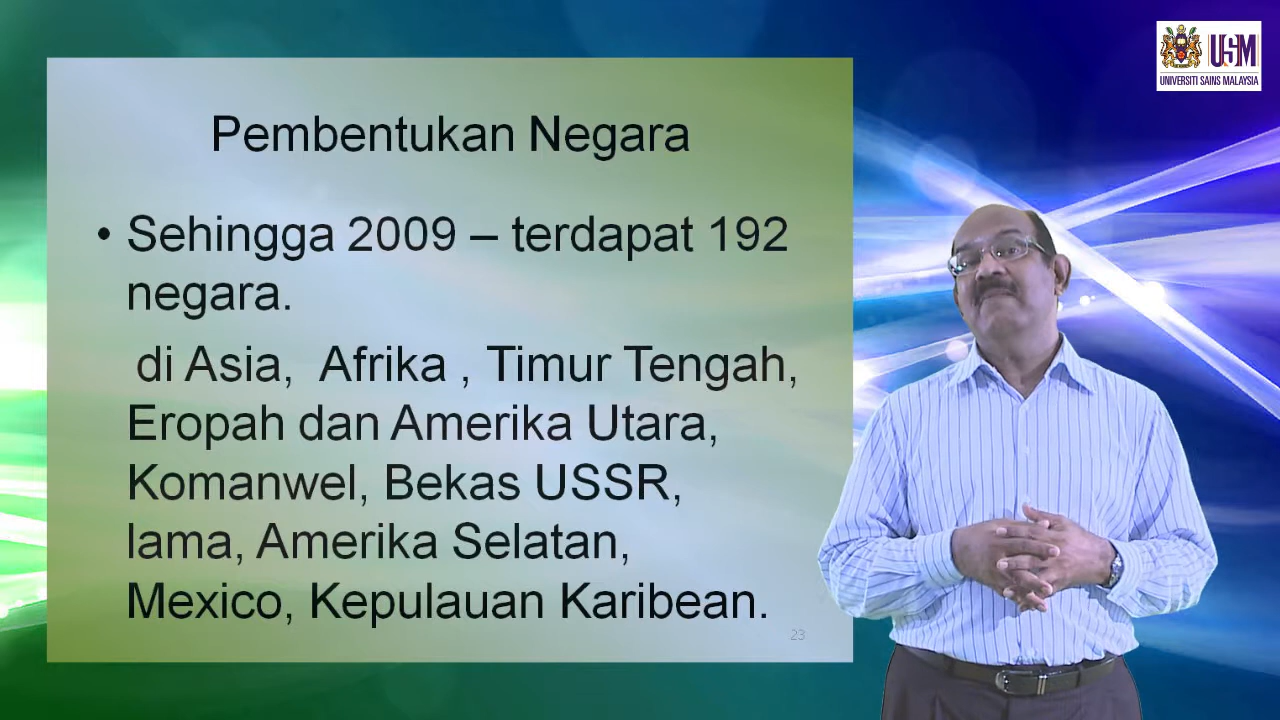 USM
UNIVERSITI SAINS MALAYSIA
Pembentukan Negara
• Sehingga 2009 – terdapat 192
negara.
di Asia, Afrika , Timur Tengah,
Eropah dan Amerika Utara,
Komanwel, Bekas USSR,
lama, Amerika Selatan,
Mexico, Kepulauan Karibean.
23